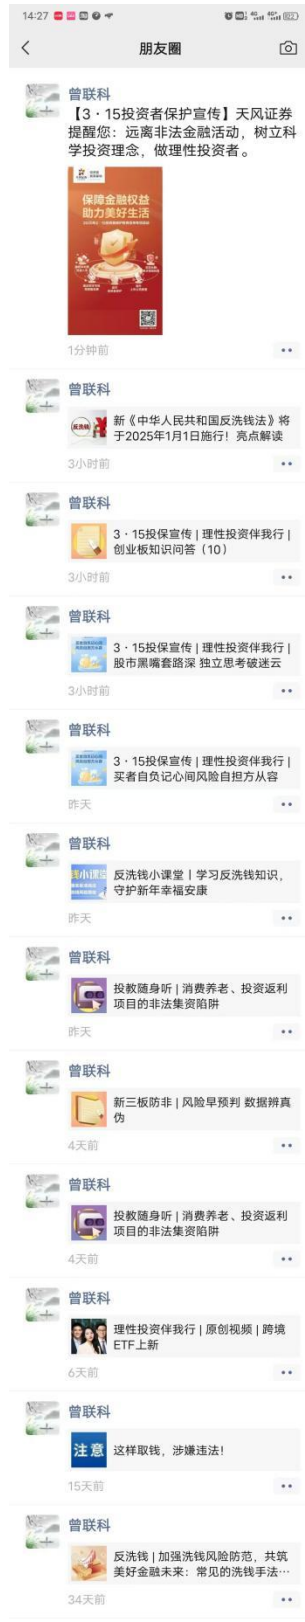 14:27
朋友圈
曾联科
【3·15投资者保护宣传】天风证券
提醒您：远离非法金融活动，树立科
学投资理念，做理性投资者。
保障金融权益
助力美好生活
1分钟前
曾联科
反洗钱
新《中华人民共和国反洗钱法》将
于2025年1月1日施行！亮点解读
3小时前
曾联科
3·15投保宣传 | 理性投资伴我行 |
创业板知识问答（10）
3小时前
曾联科
3·15投保宣传 | 理性投资伴我行 |
股市黑嘴套路深 独立思考破迷云
3小时前
曾联科
3·15投保宣传 | 理性投资伴我行 |
买者自负记心间风险自担方从容
昨天
曾联科
钱小课堂
反洗钱小课堂丨学习反洗钱知识，
守护新年幸福安康
昨天
曾联科
投教随身听 | 消费养老、投资返利
项目的非法集资陷阱
昨天
曾联科
新三板防非 | 风险早预判 数据辨真
伪
4天前
曾联科
投教随身听 | 消费养老、投资返利
项目的非法集资陷阱
4天前
曾联科
理性投资伴我行 | 原创视频 | 跨境
ETF上新
6天前
曾联科
注意
这样取钱，涉嫌违法！
15天前
曾联科
反洗钱 | 加强洗钱风险防范，共筑
美好金融未来：常见的洗钱手法…
34天前